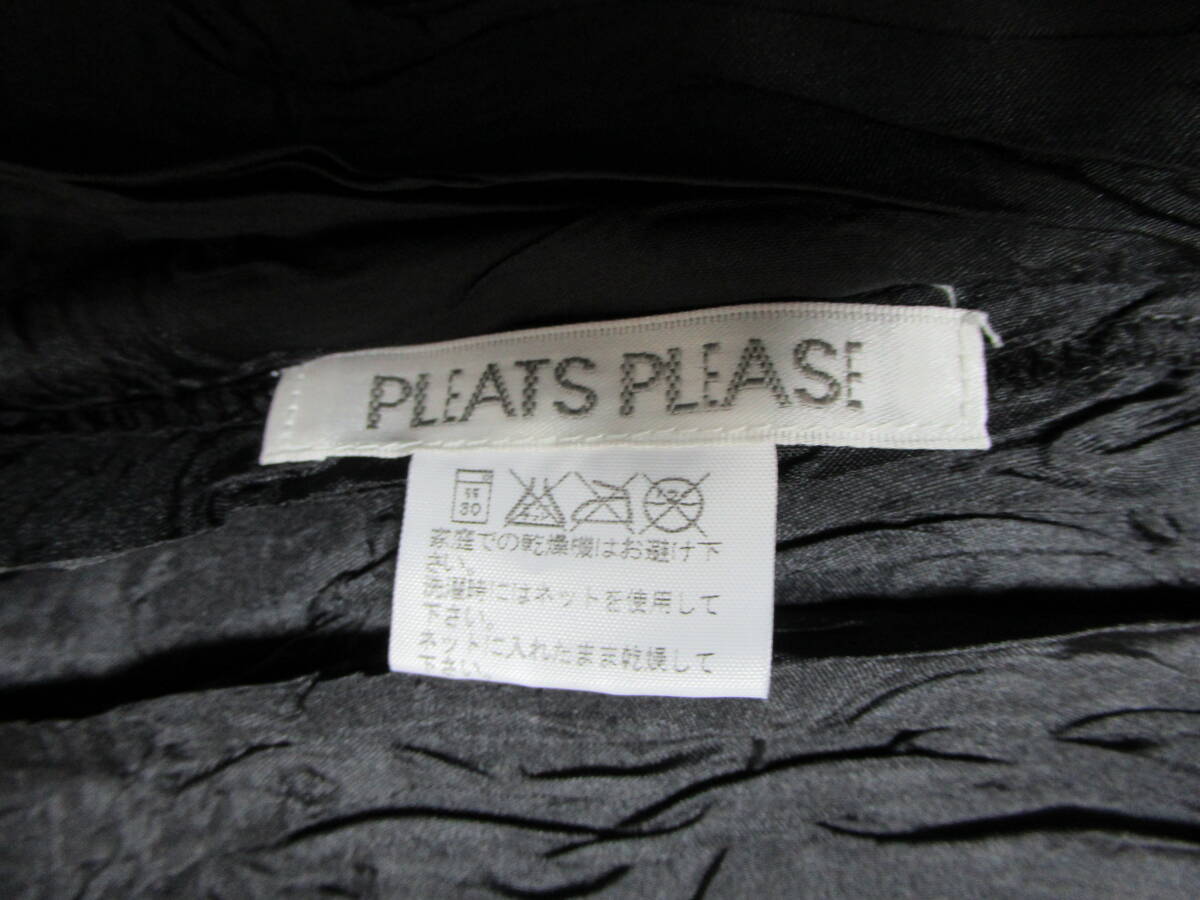 PLEATS PLEASE
30
家庭での乾燥機はお避け下
さい。
洗濯時にはネットを使用して
下さい。
ネットに入れたまま乾燥して
下さい。